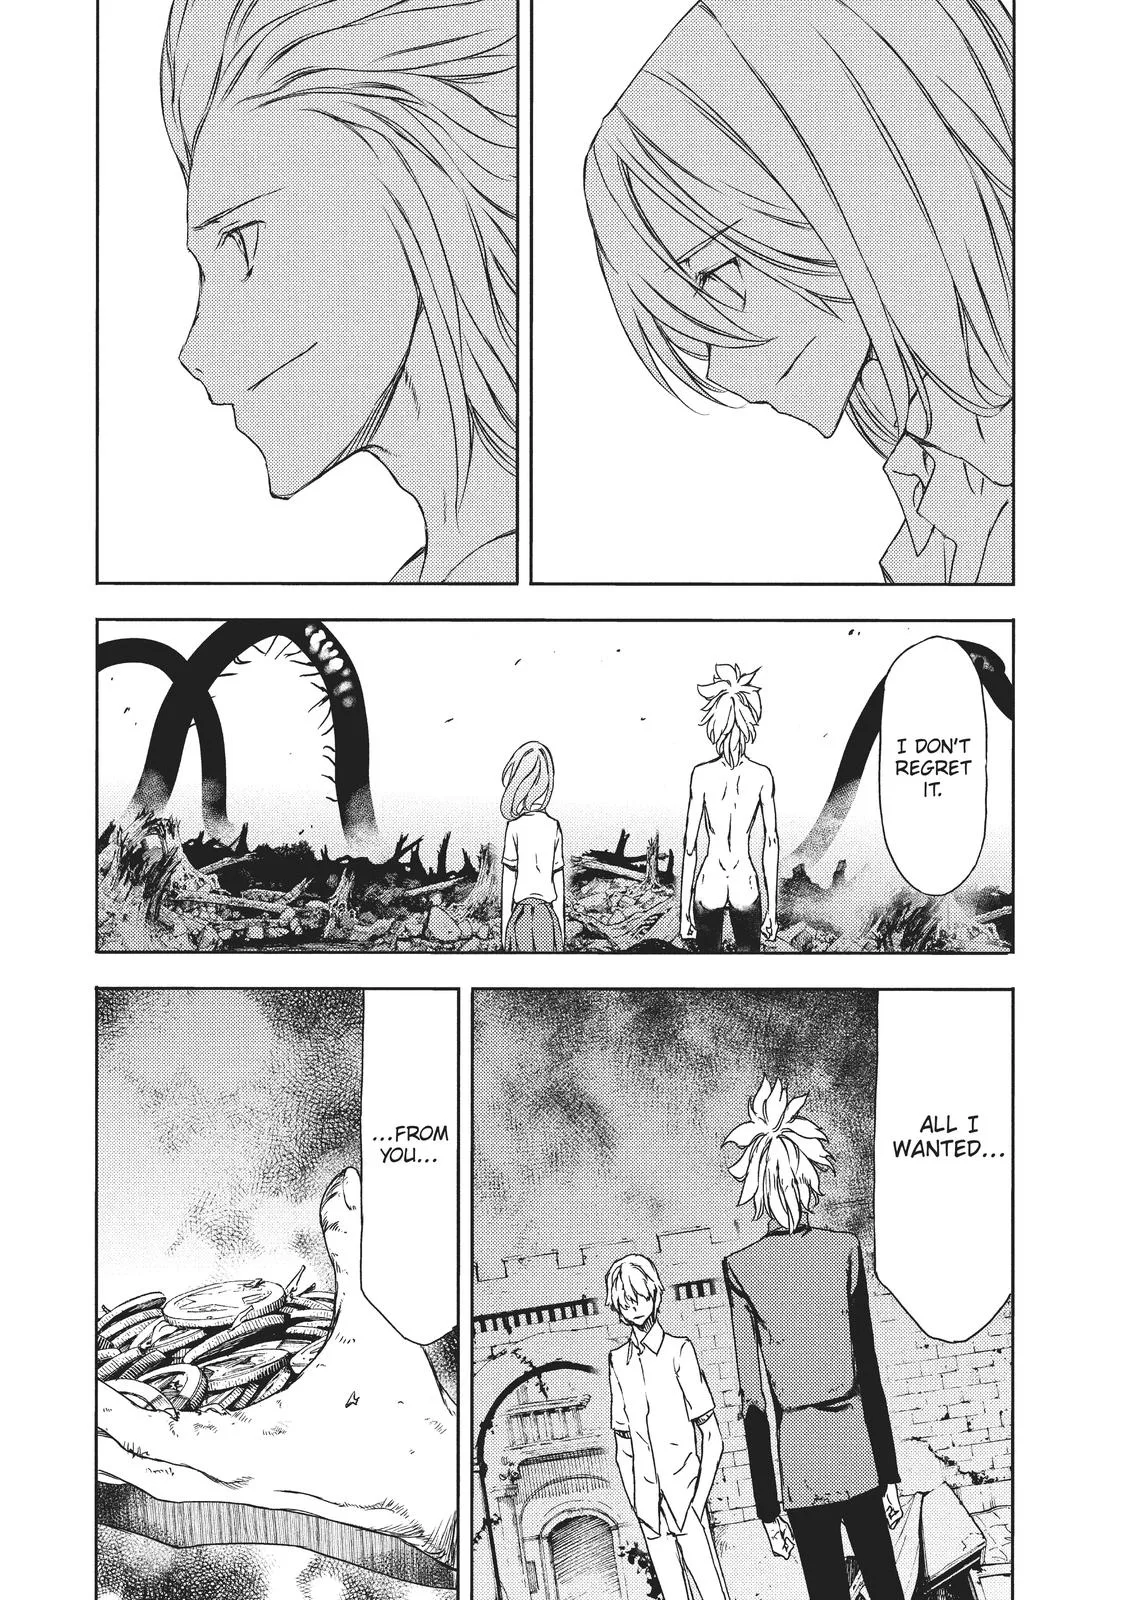 I DON'T
REGRET
IT.
ALL I
WANTED...
...FROM
YOU...